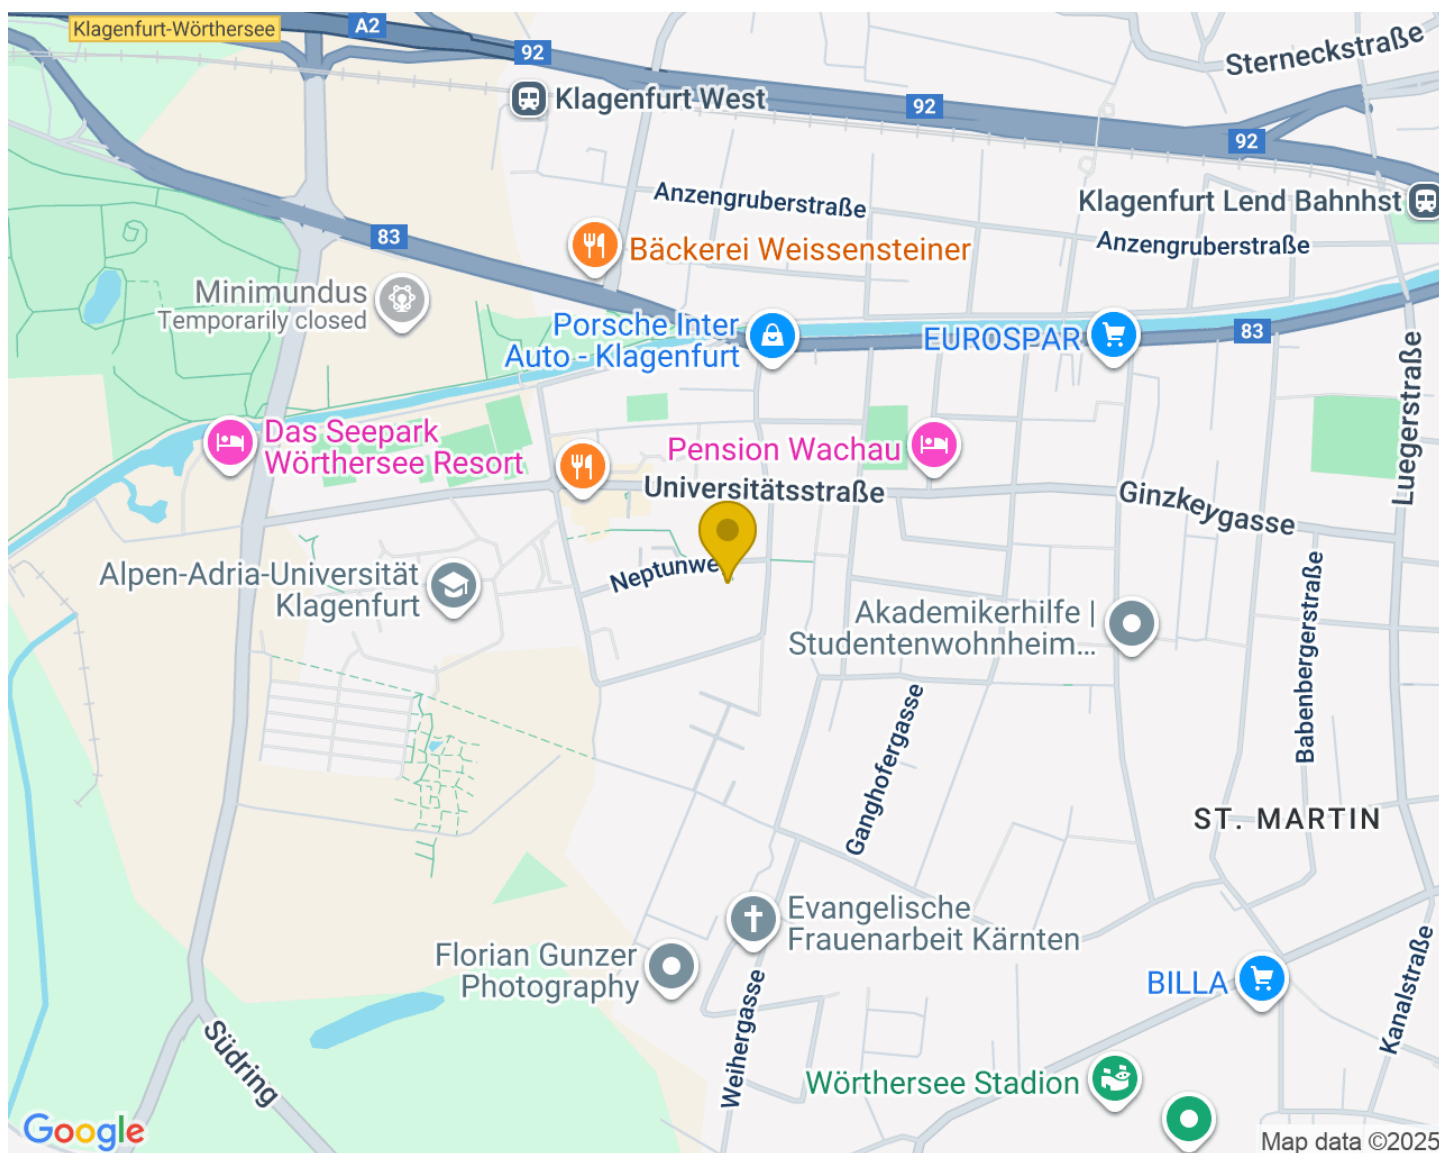 Klagenfurt-Wörthersee
A2
92
Sterneckstraße
Klagenfurt West
92
92
Anzengruberstraße
Klagenfurt Lend Bahnhst
83
Bäckerei Weissensteiner
Anzengruberstraße
Minimundus
Temporarily closed
Porsche Inter
Auto - Klagenfurt
EUROSPAR
83
Luegerstraße
Das Seepark
Wörthersee Resort
Pension Wachau
Universitätsstraße
Ginzkeygasse
Neptunwe
Alpen-Adria-Universität
Klagenfurt
Akademikerhilfe |
Studentenwohnheim...
Babenbergerstraße
Ganghofergasse
ST. MARTIN
Evangelische
Frauenarbeit Kärnten
Florian Gunzer
Photography
BILLA
Kanalstraße
Weihergasse
Südring
Wörthersee Stadion
Google
Map data ©2025